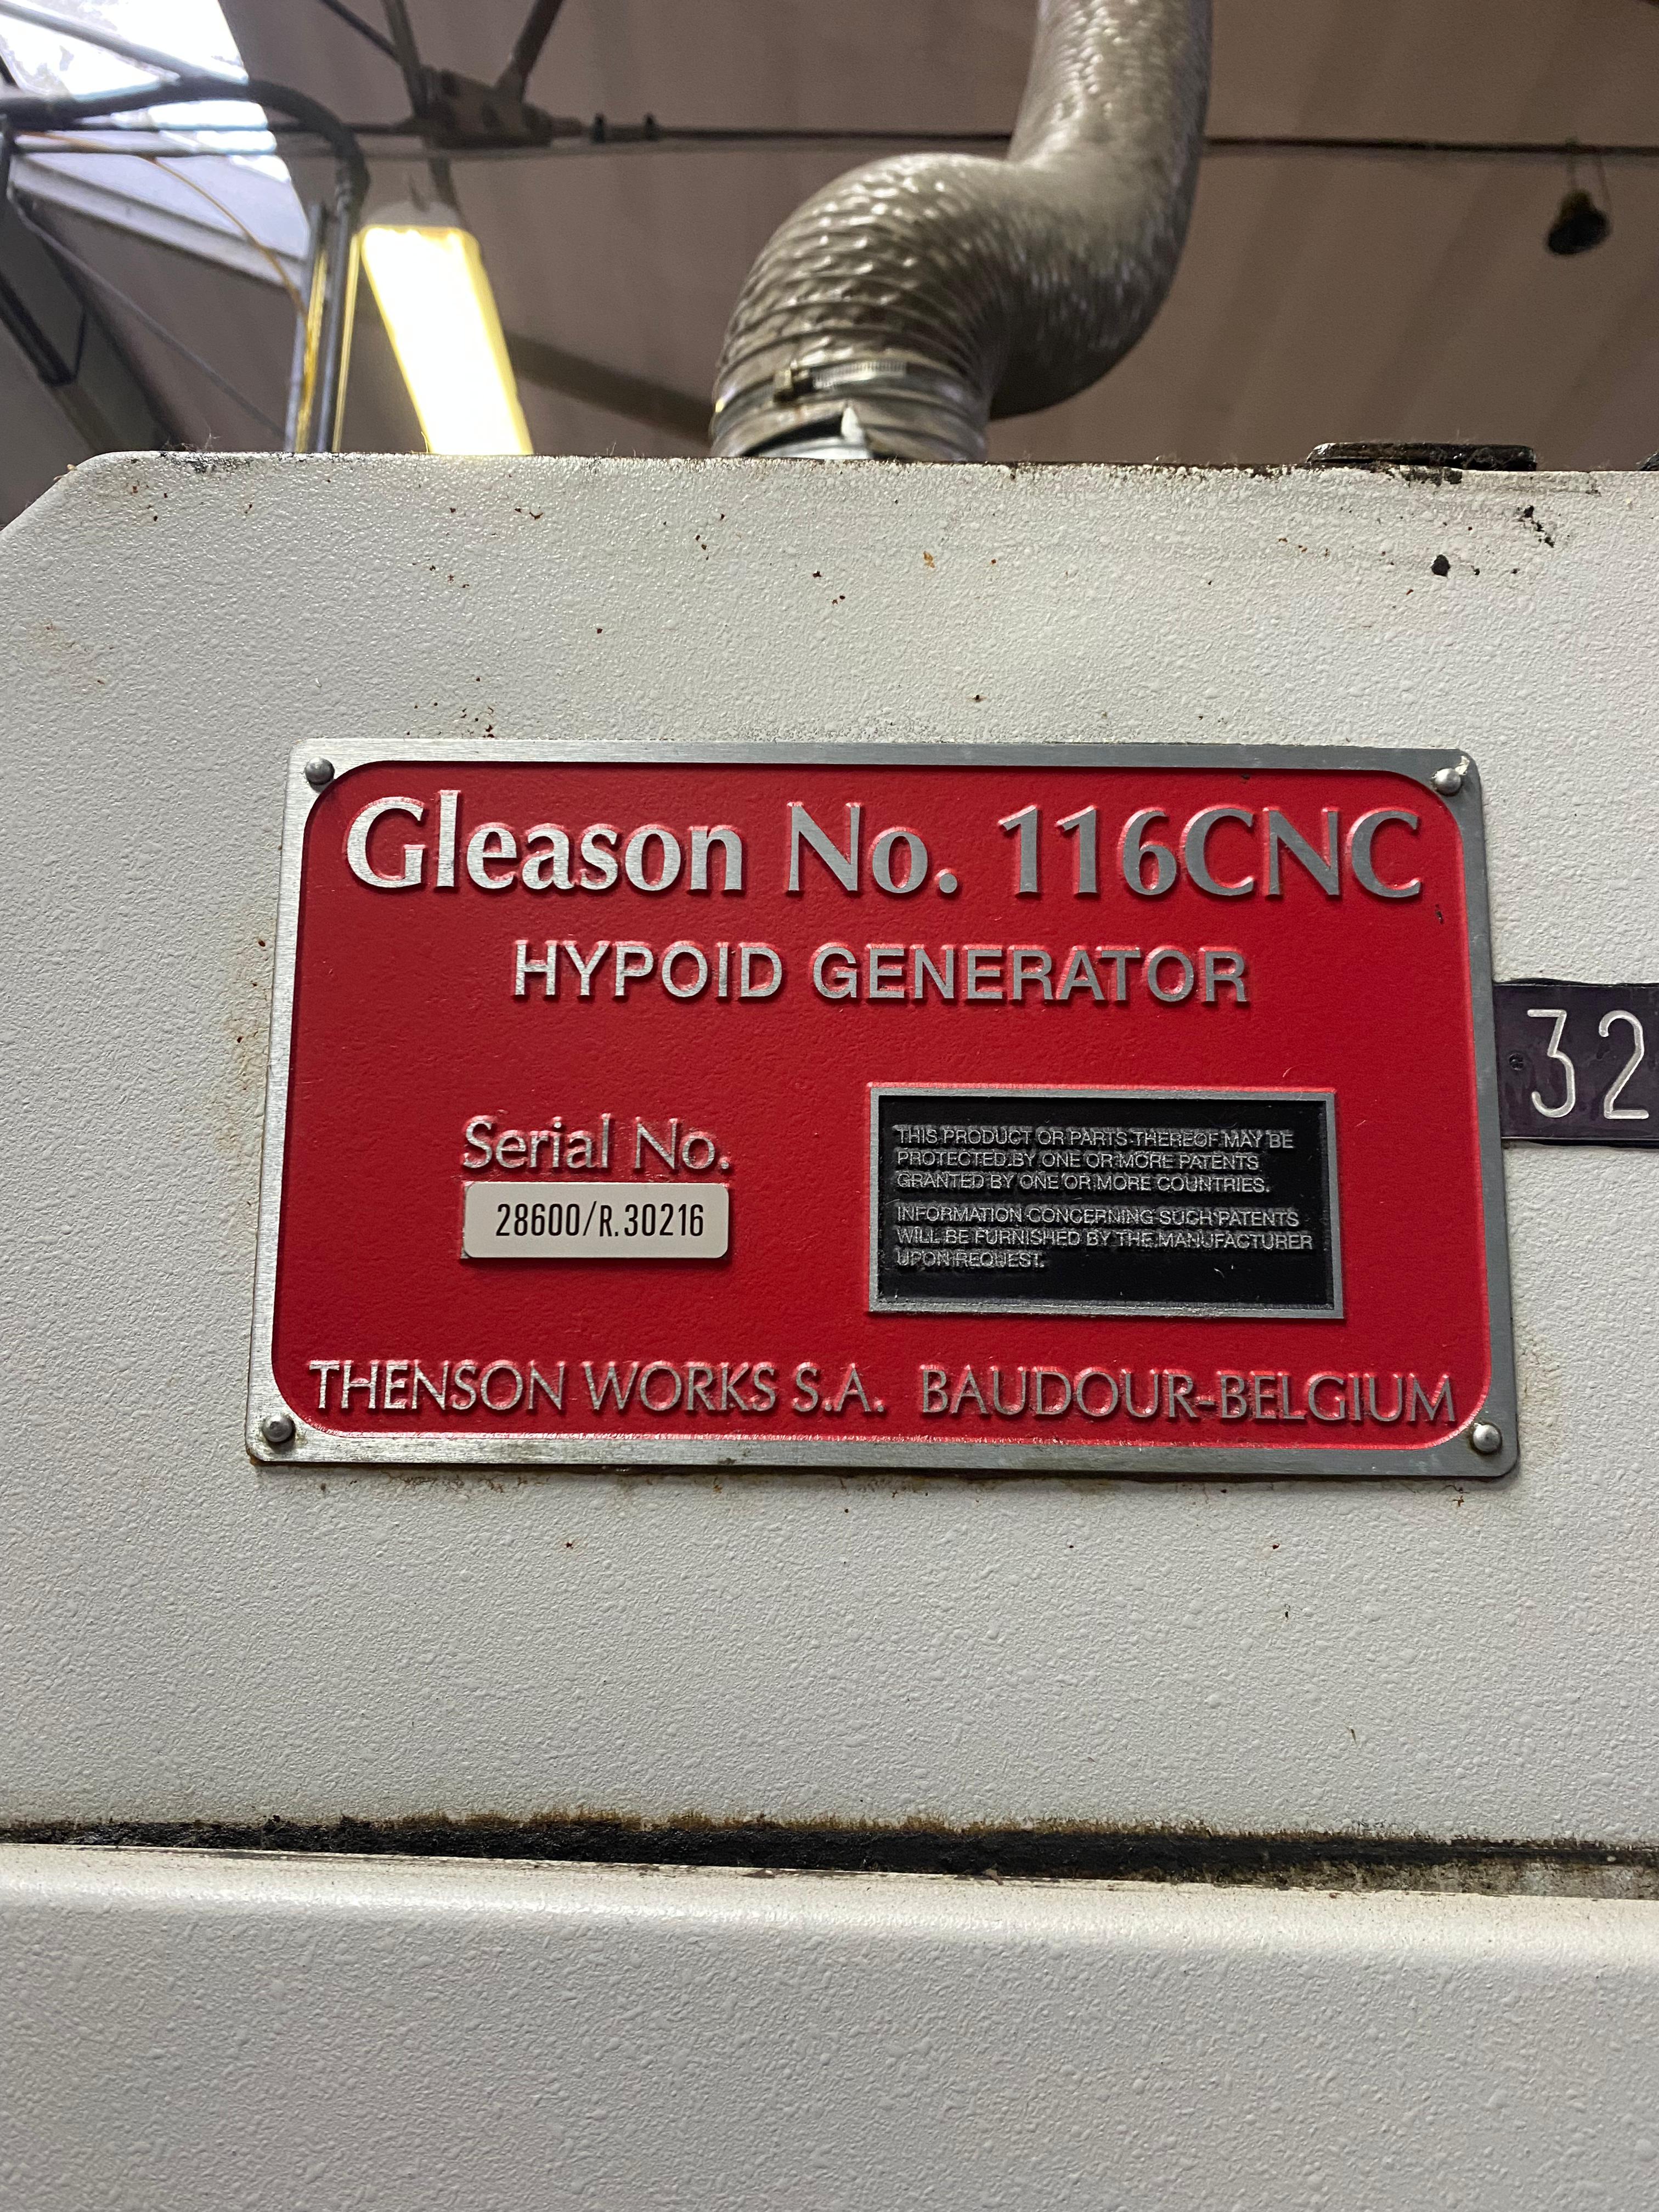 Gleason No. 116CNC
HYPOID GENERATOR
32
Serial No.
28600/R.30216
THIS PRODUCT OR PARTS THEREOF MAY BE
PROTECTED BY ONE OR MORE PATENTS
GRANTED BY ONE OR MORE COUNTRIES.
INFORMATION CONCERNING SUCH PATENTS
WILL BE FURNISHED BY THE MANUFACTURER
UPON REQUEST.
THENSON WORKS S.A. BAUDOUR-BELGIUM